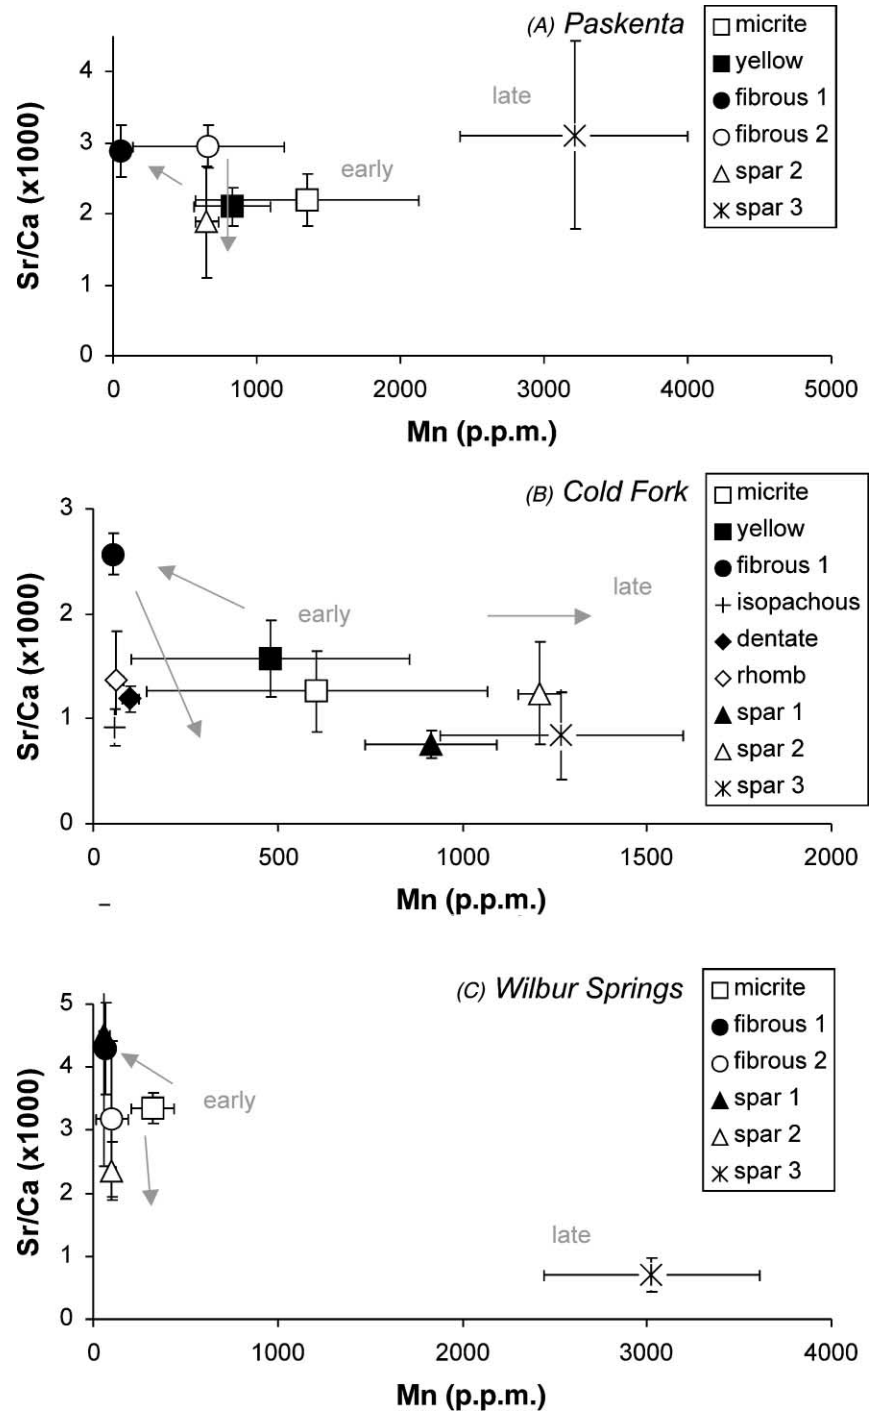 (A) Paskenta
micrite
yellow
fibrous 1
fibrous 2
spar 2
spar 3
late
early
Sr/Ca (x1000)
4
3
2
1
0
0 1000 2000 3000 4000 5000
Mn (p.p.m.)
(B) Cold Fork
micrite
yellow
fibrous 1
isopachous
dentate
rhomb
spar 1
spar 2
spar 3
early
late
Sr/Ca (x1000)
3
2
1
0
0 500 1000 1500 2000
Mn (p.p.m.)
(C) Wilbur Springs
micrite
fibrous 1
fibrous 2
spar 1
spar 2
spar 3
early
late
Sr/Ca (x1000)
5
4
3
2
1
0
0 1000 2000 3000 4000
Mn (p.p.m.)